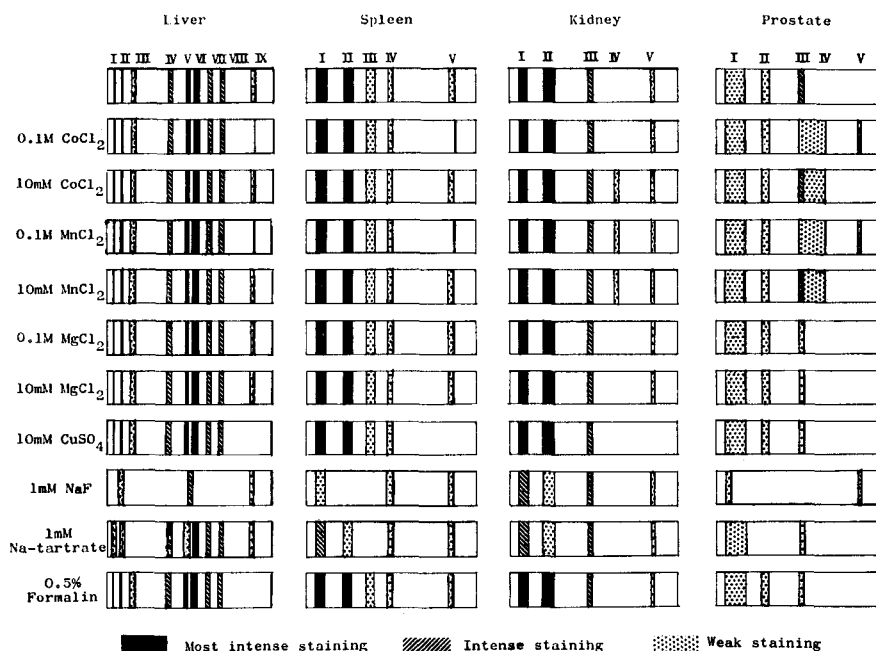 Liver Spleen Kidney Prostate
I II III IV V VI VII VIII IX I II III IV V I II III IV V I II III IV V
0.1M CoCl₂
10mM CoCl₂
0.1M MnCl₂
10mM MnCl₂
0.1M MgCl₂
10mM MgCl₂
10mM CuSO₄
1mM NaF
1mM
Na-tartrate
0.5%
Formalin
Most intense staining Intense stainihg Weak staining